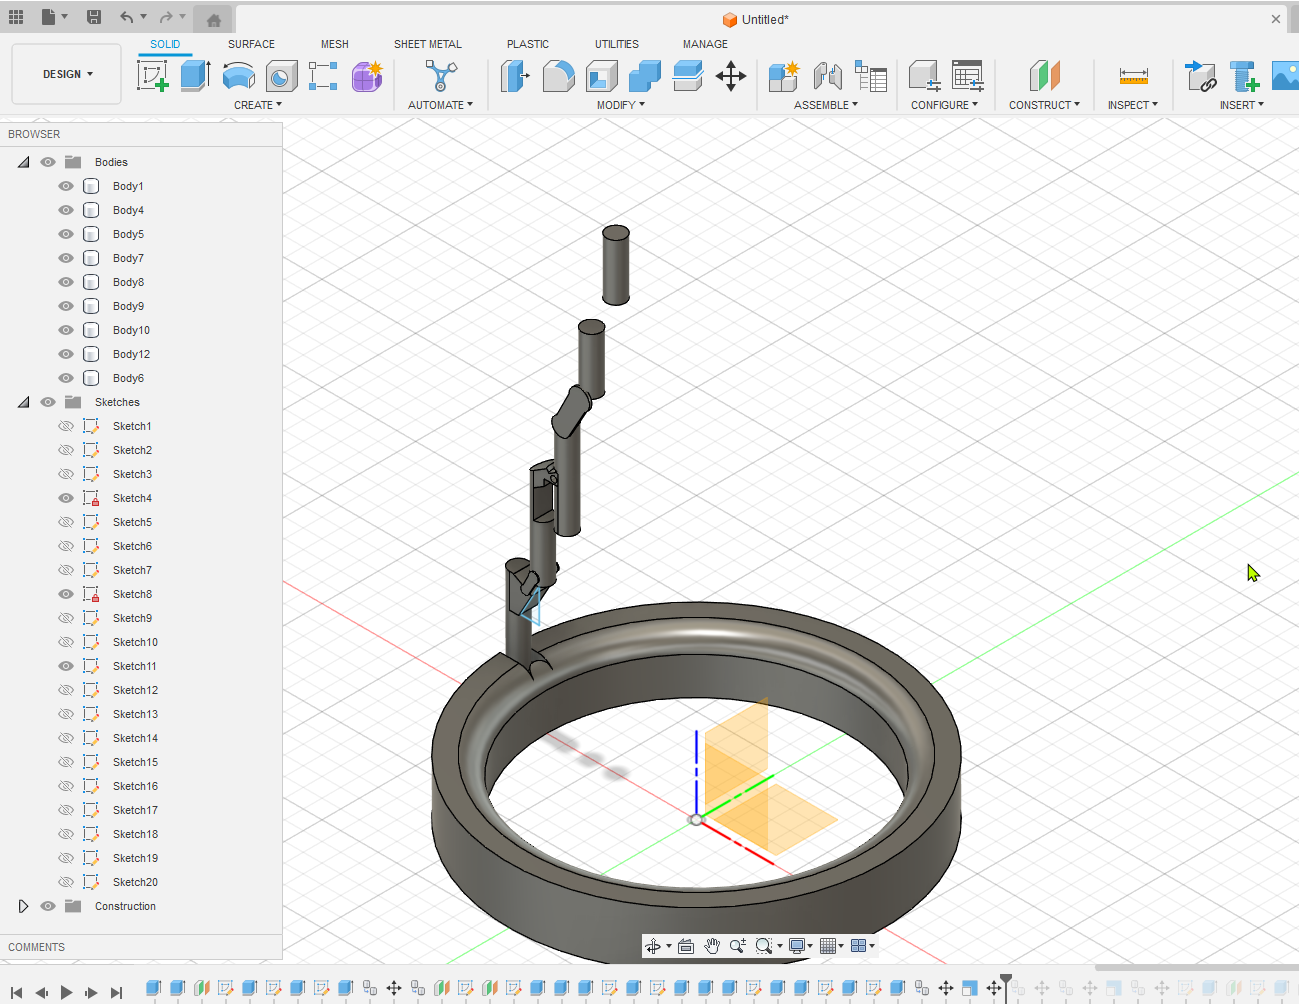 Untitled*
DESIGN
SOLID
SURFACE
MESH
SHEET METAL
PLASTIC
UTILITIES
MANAGE
CREATE
AUTOMATE
MODIFY
ASSEMBLE
CONFIGURE
CONSTRUCT
INSPECT
INSERT
BROWSER
Bodies
Body1
Body4
Body5
Body7
Body8
Body9
Body10
Body12
Body6
Sketches
Sketch1
Sketch2
Sketch3
Sketch4
Sketch5
Sketch6
Sketch7
Sketch8
Sketch9
Sketch10
Sketch11
Sketch12
Sketch13
Sketch14
Sketch15
Sketch16
Sketch17
Sketch18
Sketch19
Sketch20
Construction
COMMENTS